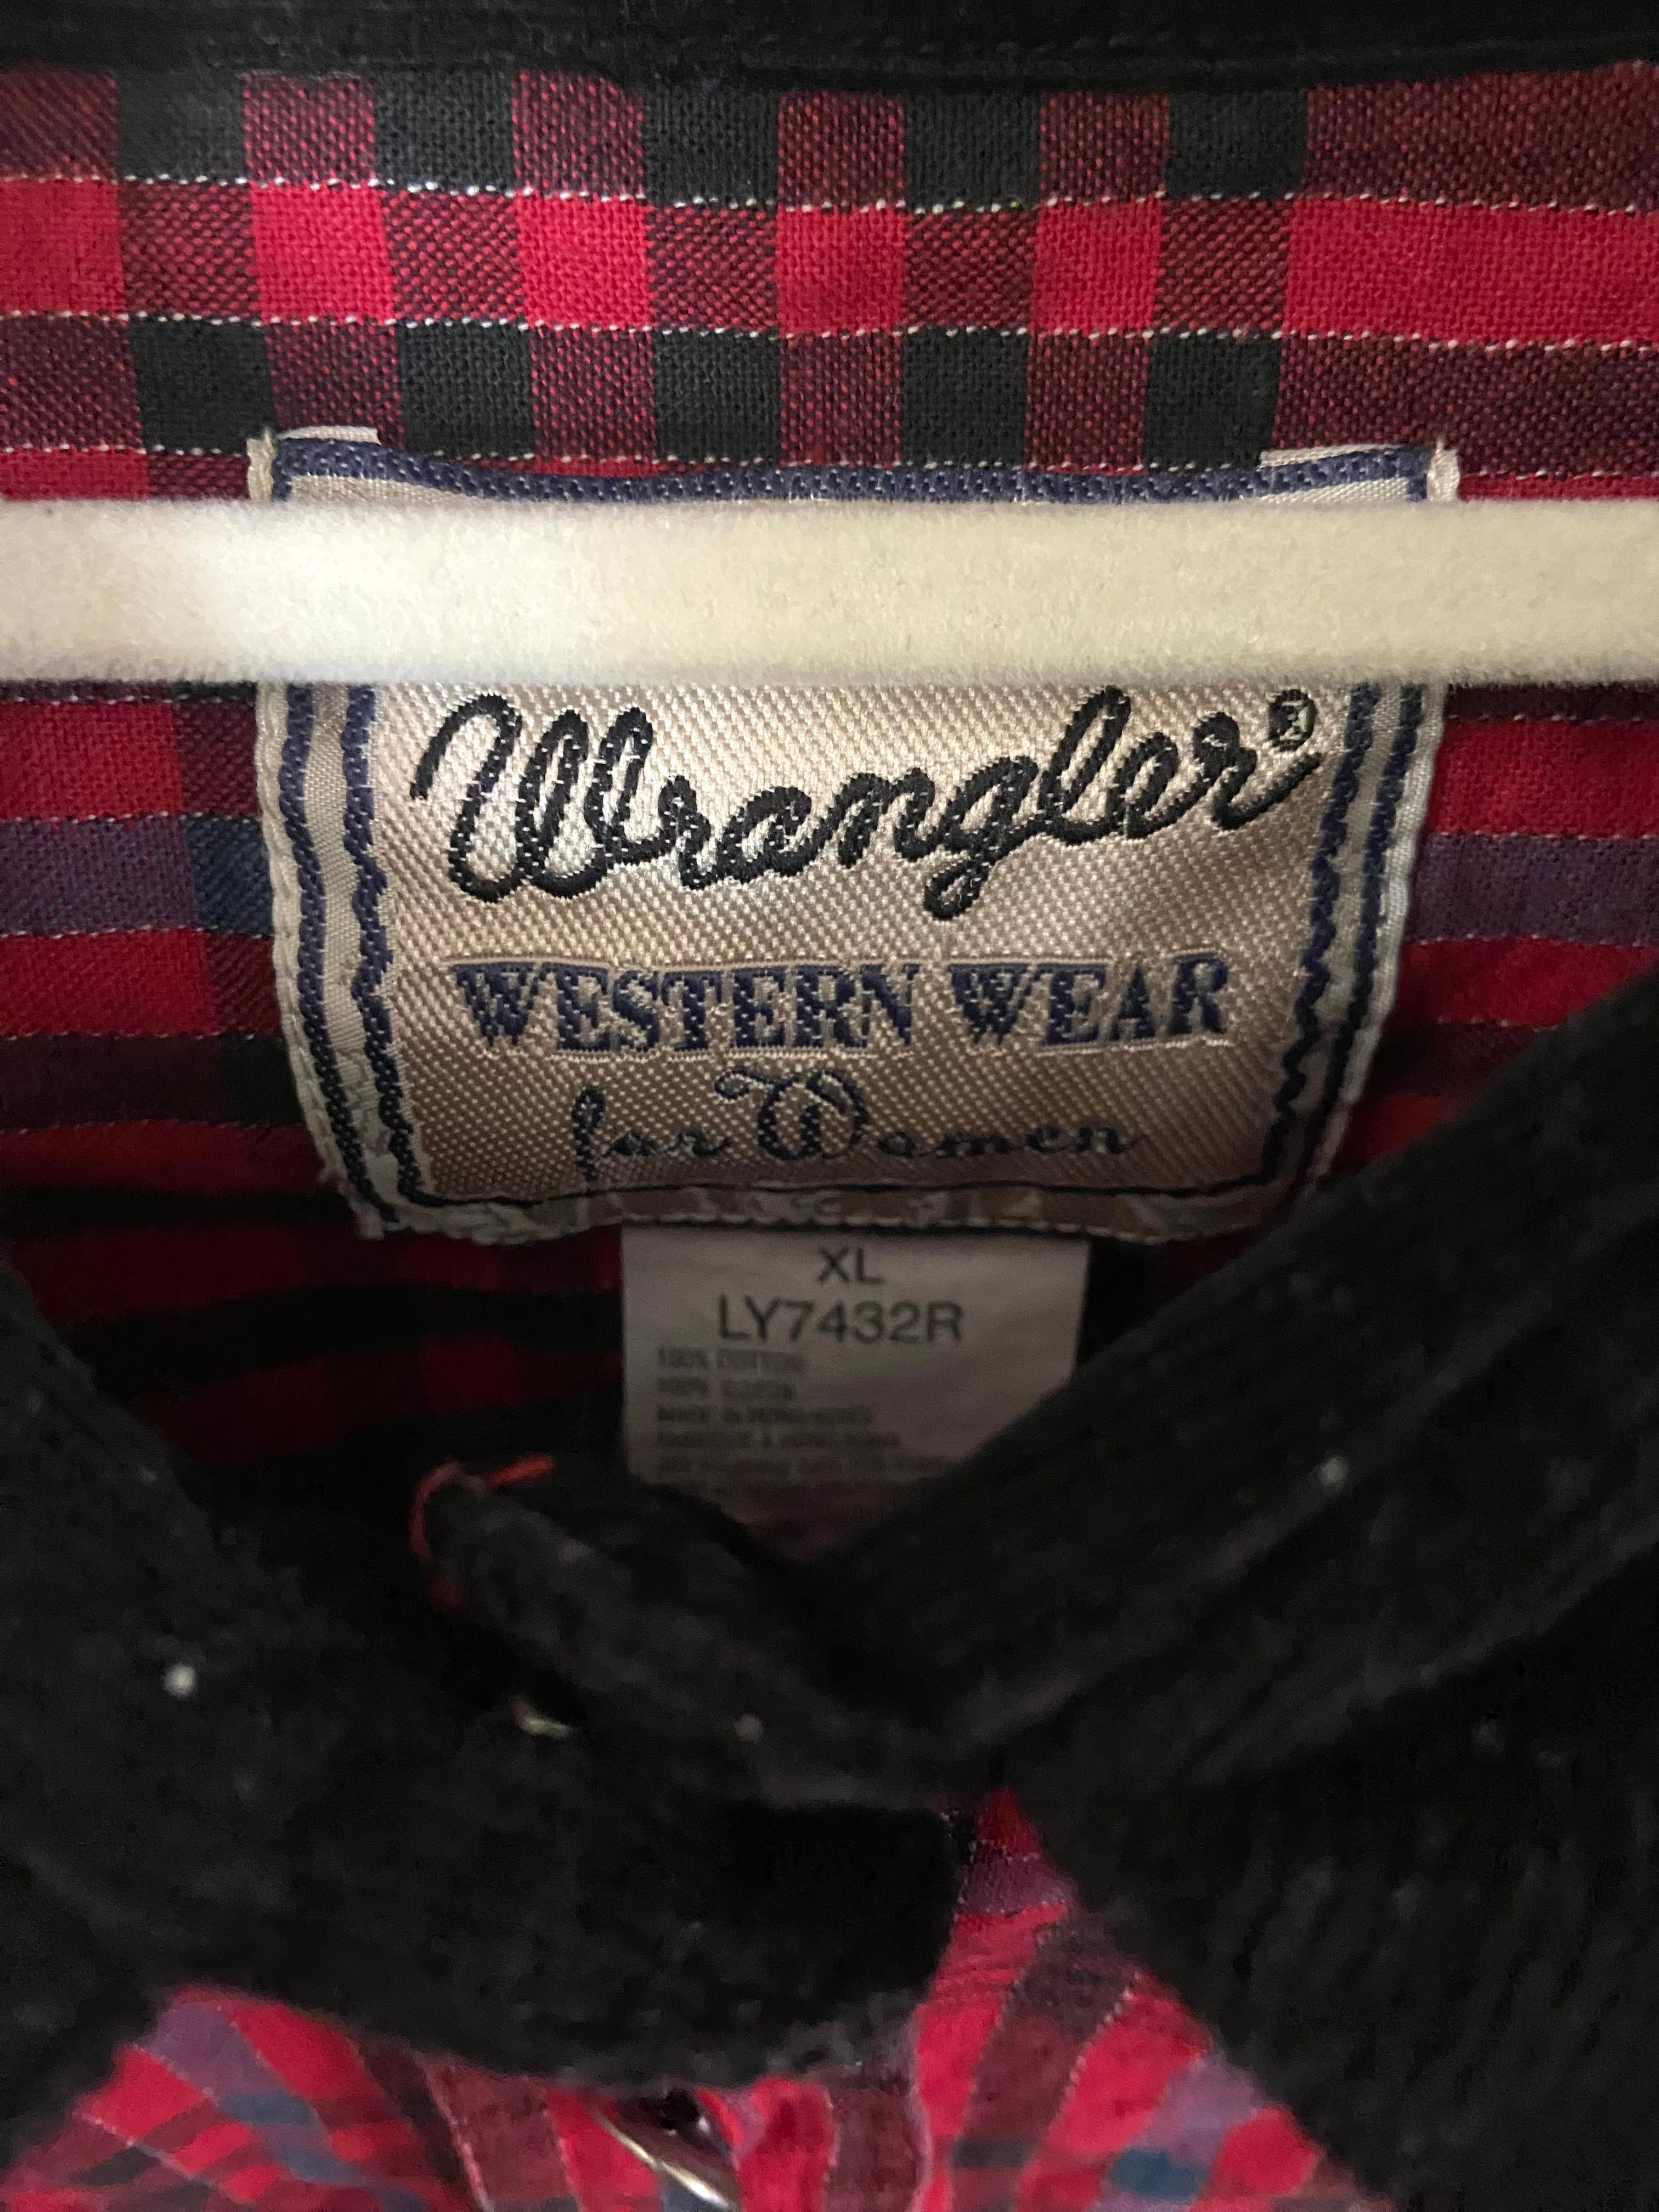 Wrangler®
WESTERN WEAR
for Women
XL
LY7432R
100% COTTON